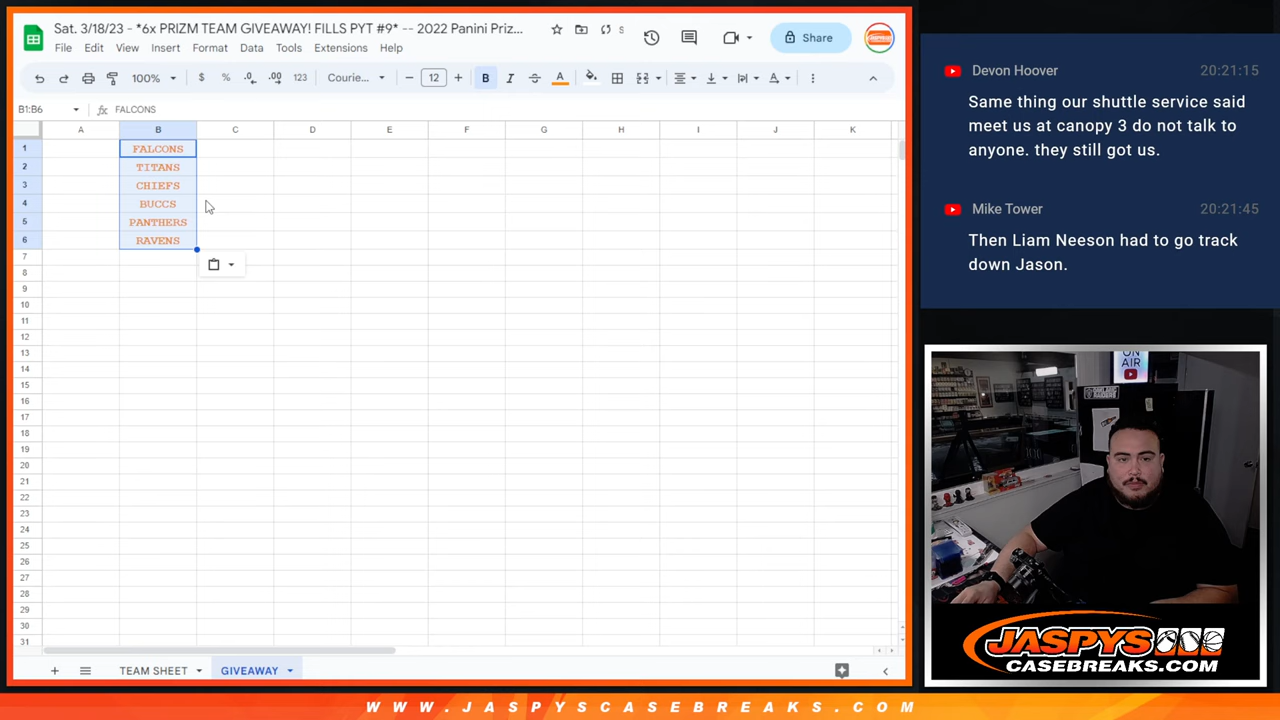 Sat. 3/18/23 - *6x PRIZM TEAM GIVEAWAY! FILLS PYT #9* -- 2022 Panini Priz...
File Edit View Insert Format Data Tools Extensions Help
Share
100% $ % .0 .00 123 Courie... − 12 + B I A
B1:B6 fx FALCONS
A B C D E F G H I J K
1 FALCONS
2 TITANS
3 CHIEFS
4 BUCCS
5 PANTHERS
6 RAVENS
7
8
9
10
11
12
13
14
15
16
17
18
19
20
21
22
23
24
25
26
27
28
29
30
31
TEAM SHEET GIVEAWAY
Devon Hoover 20:21:15
Same thing our shuttle service said
meet us at canopy 3 do not talk to
anyone. they still got us.
Mike Tower 20:21:45
Then Liam Neeson had to go track
down Jason.
ON
AIR
JASPYS
CASEBREAKS.COM
WWW.JASPYSCASEBREAKS.COM